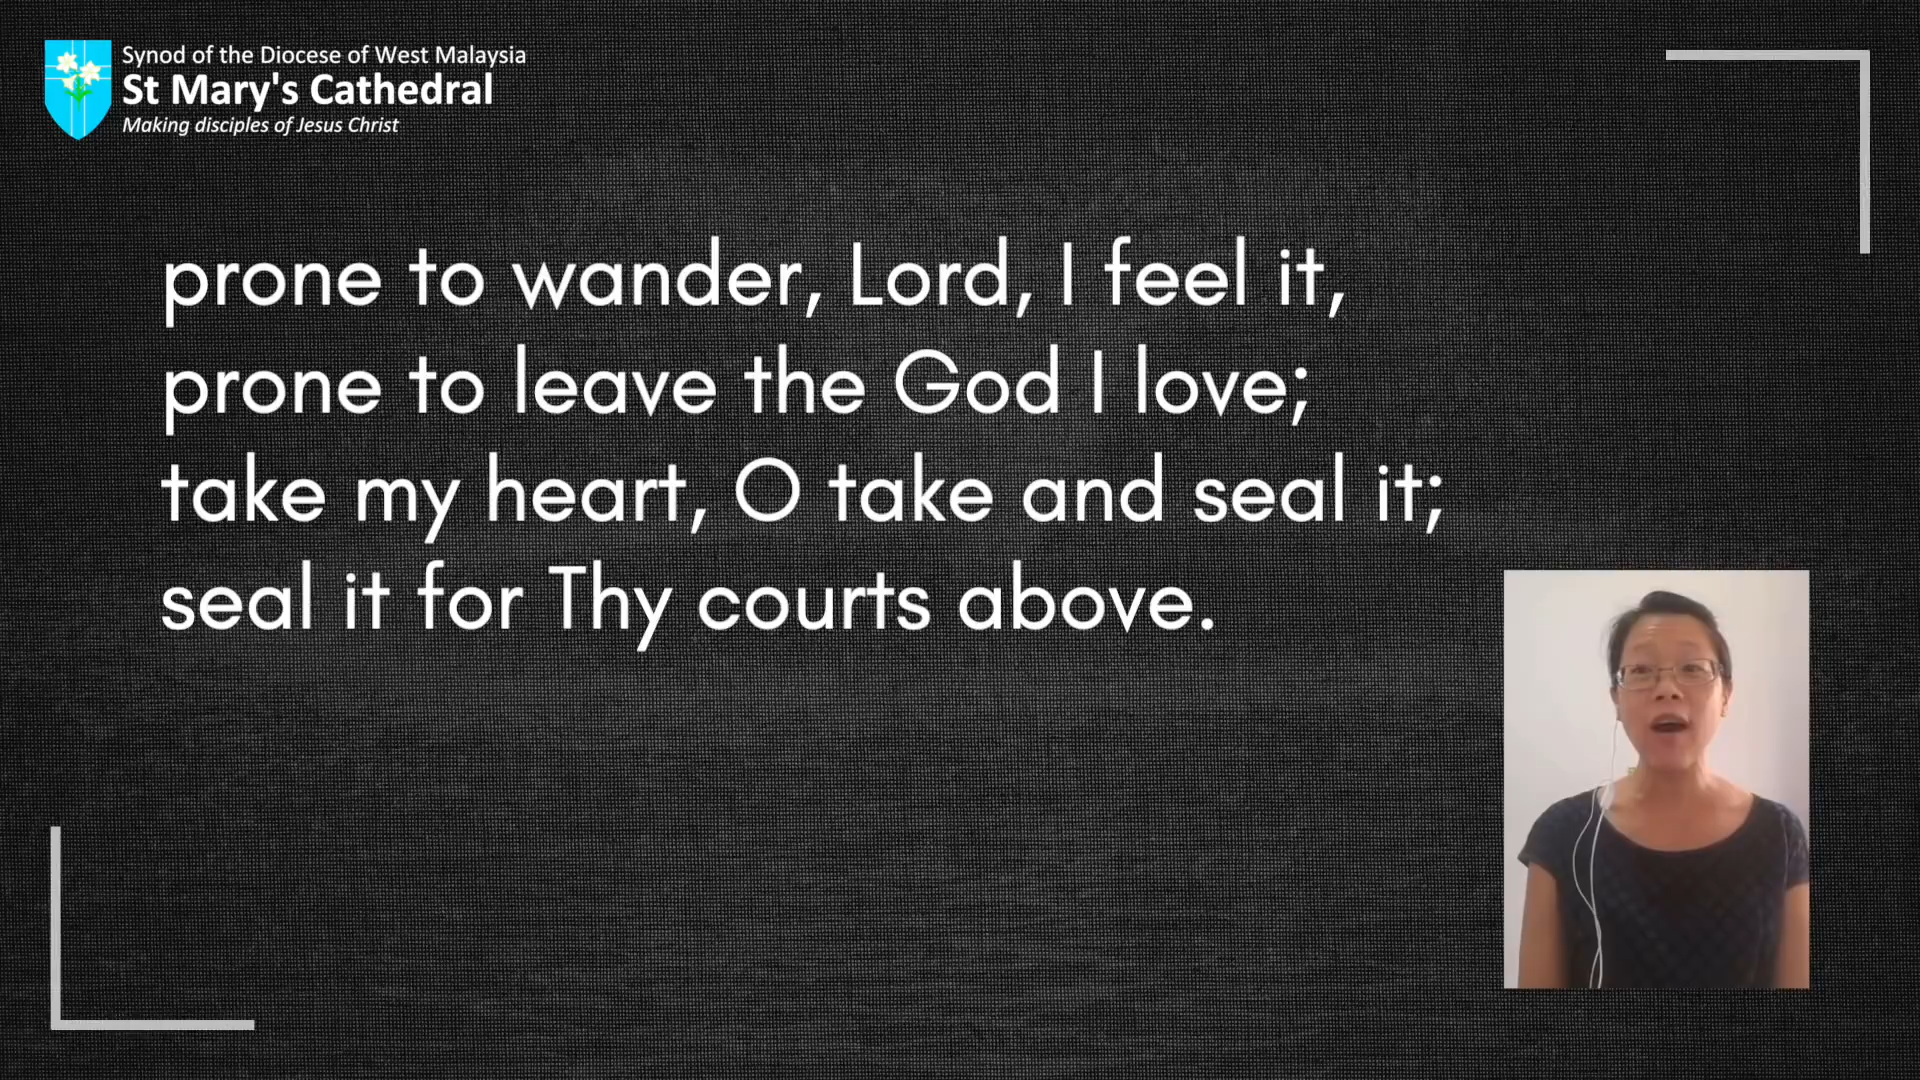 Synod of the Diocese of West Malaysia
St Mary's Cathedral
Making disciples of Jesus Christ
prone to wander, Lord, I feel it,
prone to leave the God I love;
take my heart, O take and seal it;
seal it for Thy courts above.